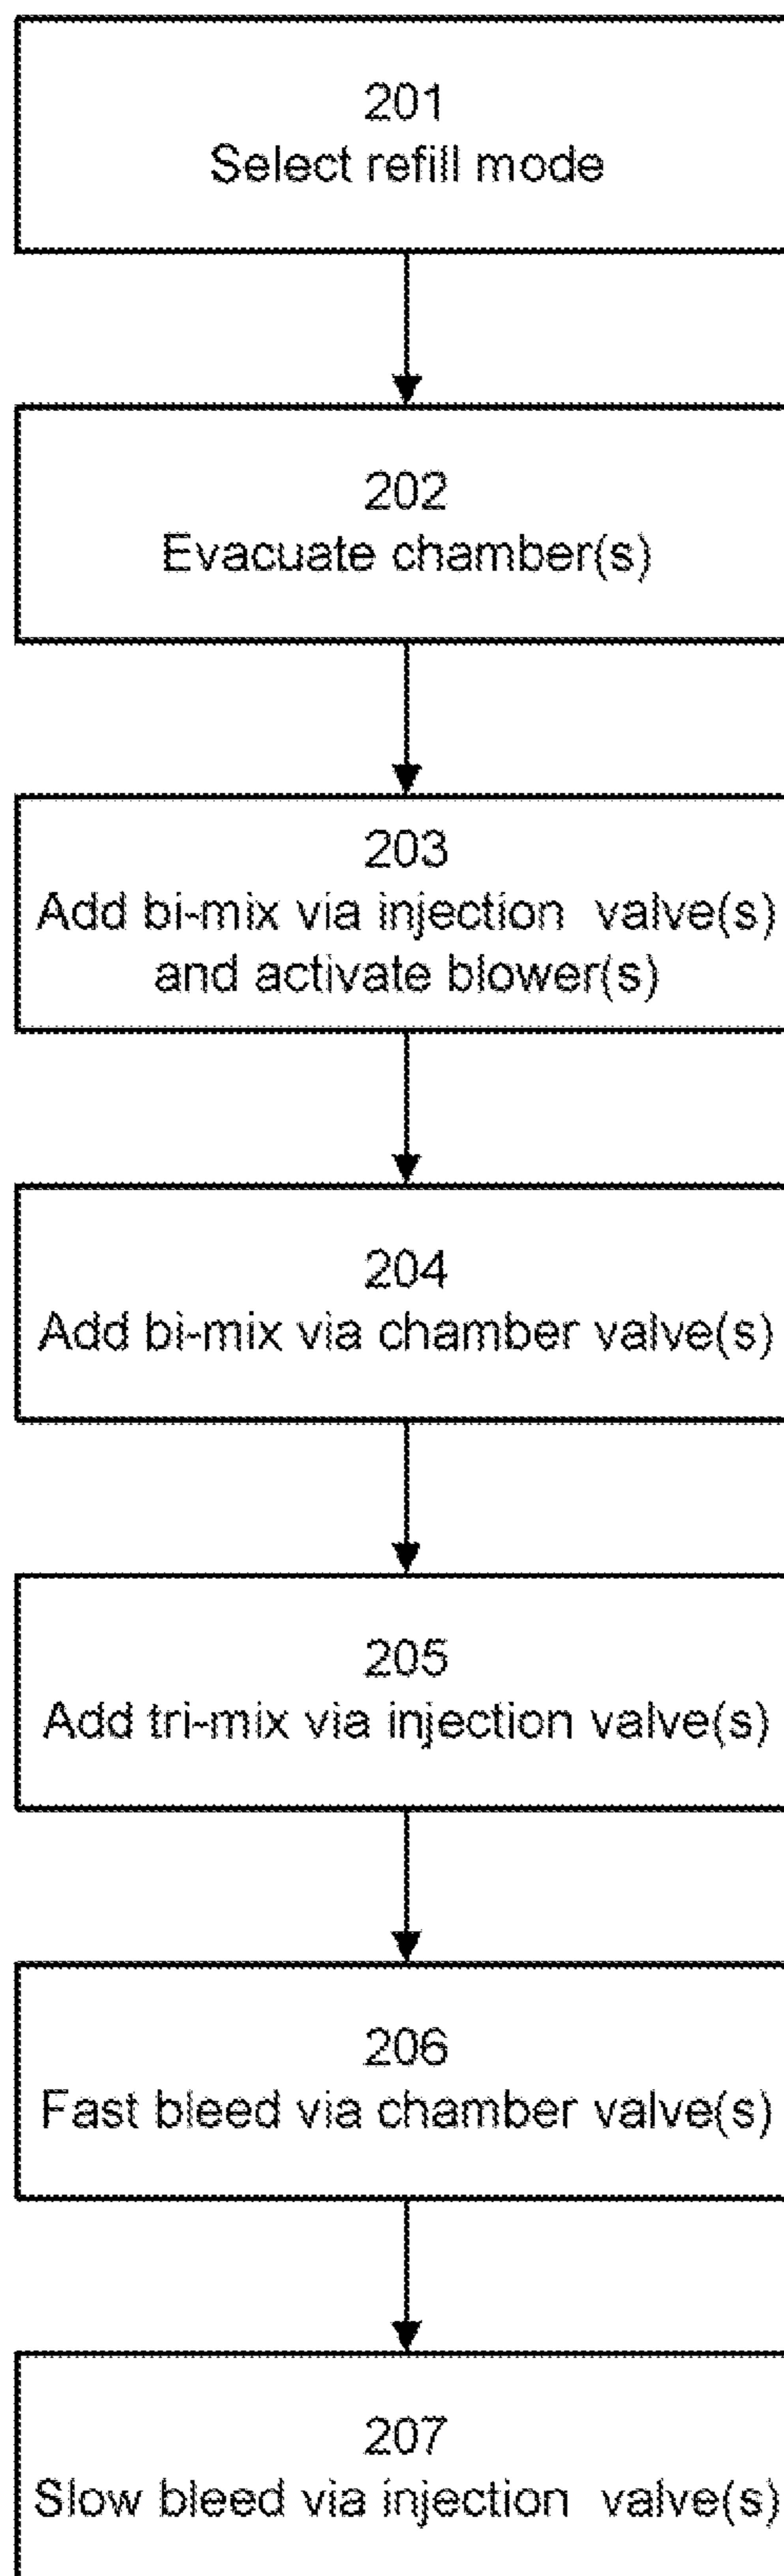 201
Select refill mode
202
Evacuate chamber(s)
203
Add bi-mix via injection valve(s)
and activate blower(s)
204
Add bi-mix via chamber valve(s)
205
Add tri-mix via injection valve(s)
206
Fast bleed via chamber valve(s)
207
Slow bleed via injection valve(s)